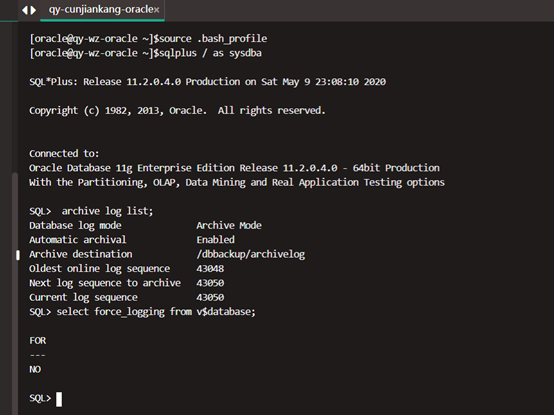 qy-cunjiankang-oracle×
[oracle@qy-wz-oracle ~]$source .bash_profile
[oracle@qy-wz-oracle ~]$sqlplus / as sysdba
SQL*Plus: Release 11.2.0.4.0 Production on Sat May 9 23:08:10 2020
Copyright (c) 1982, 2013, Oracle.  All rights reserved.
Connected to:
Oracle Database 11g Enterprise Edition Release 11.2.0.4.0 - 64bit Production
With the Partitioning, OLAP, Data Mining and Real Application Testing options
SQL>  archive log list;
Database log mode              Archive Mode
Automatic archival             Enabled
Archive destination            /dbbackup/archivelog
Oldest online log sequence     43048
Next log sequence to archive   43050
Current log sequence           43050
SQL> select force_logging from v$database;
FOR
---
NO
SQL>